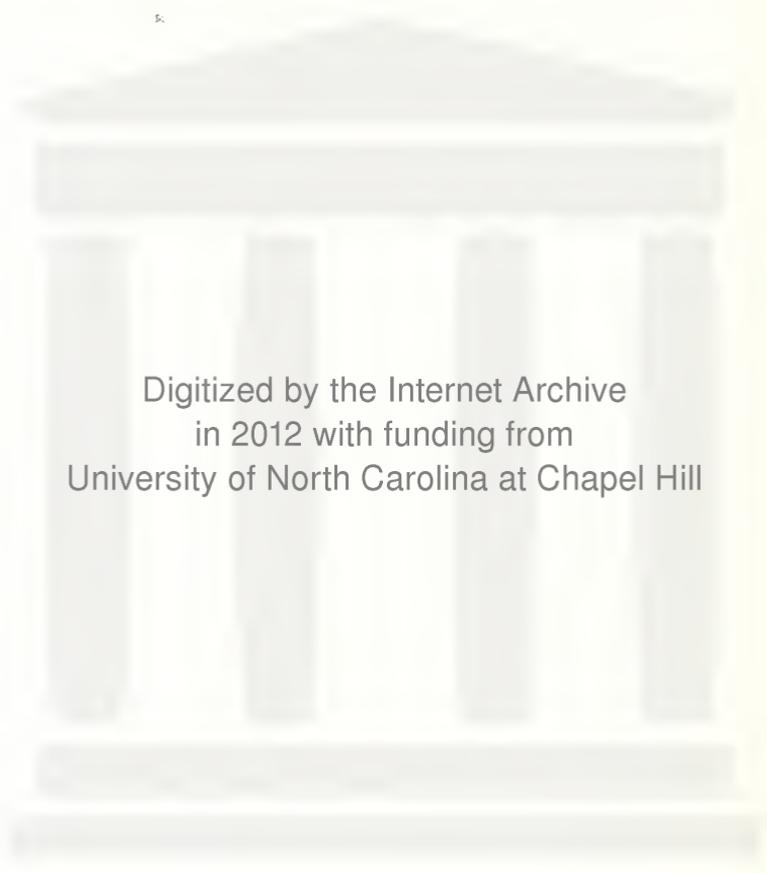 Digitized by the Internet Archive
in 2012 with funding from
University of North Carolina at Chapel Hill